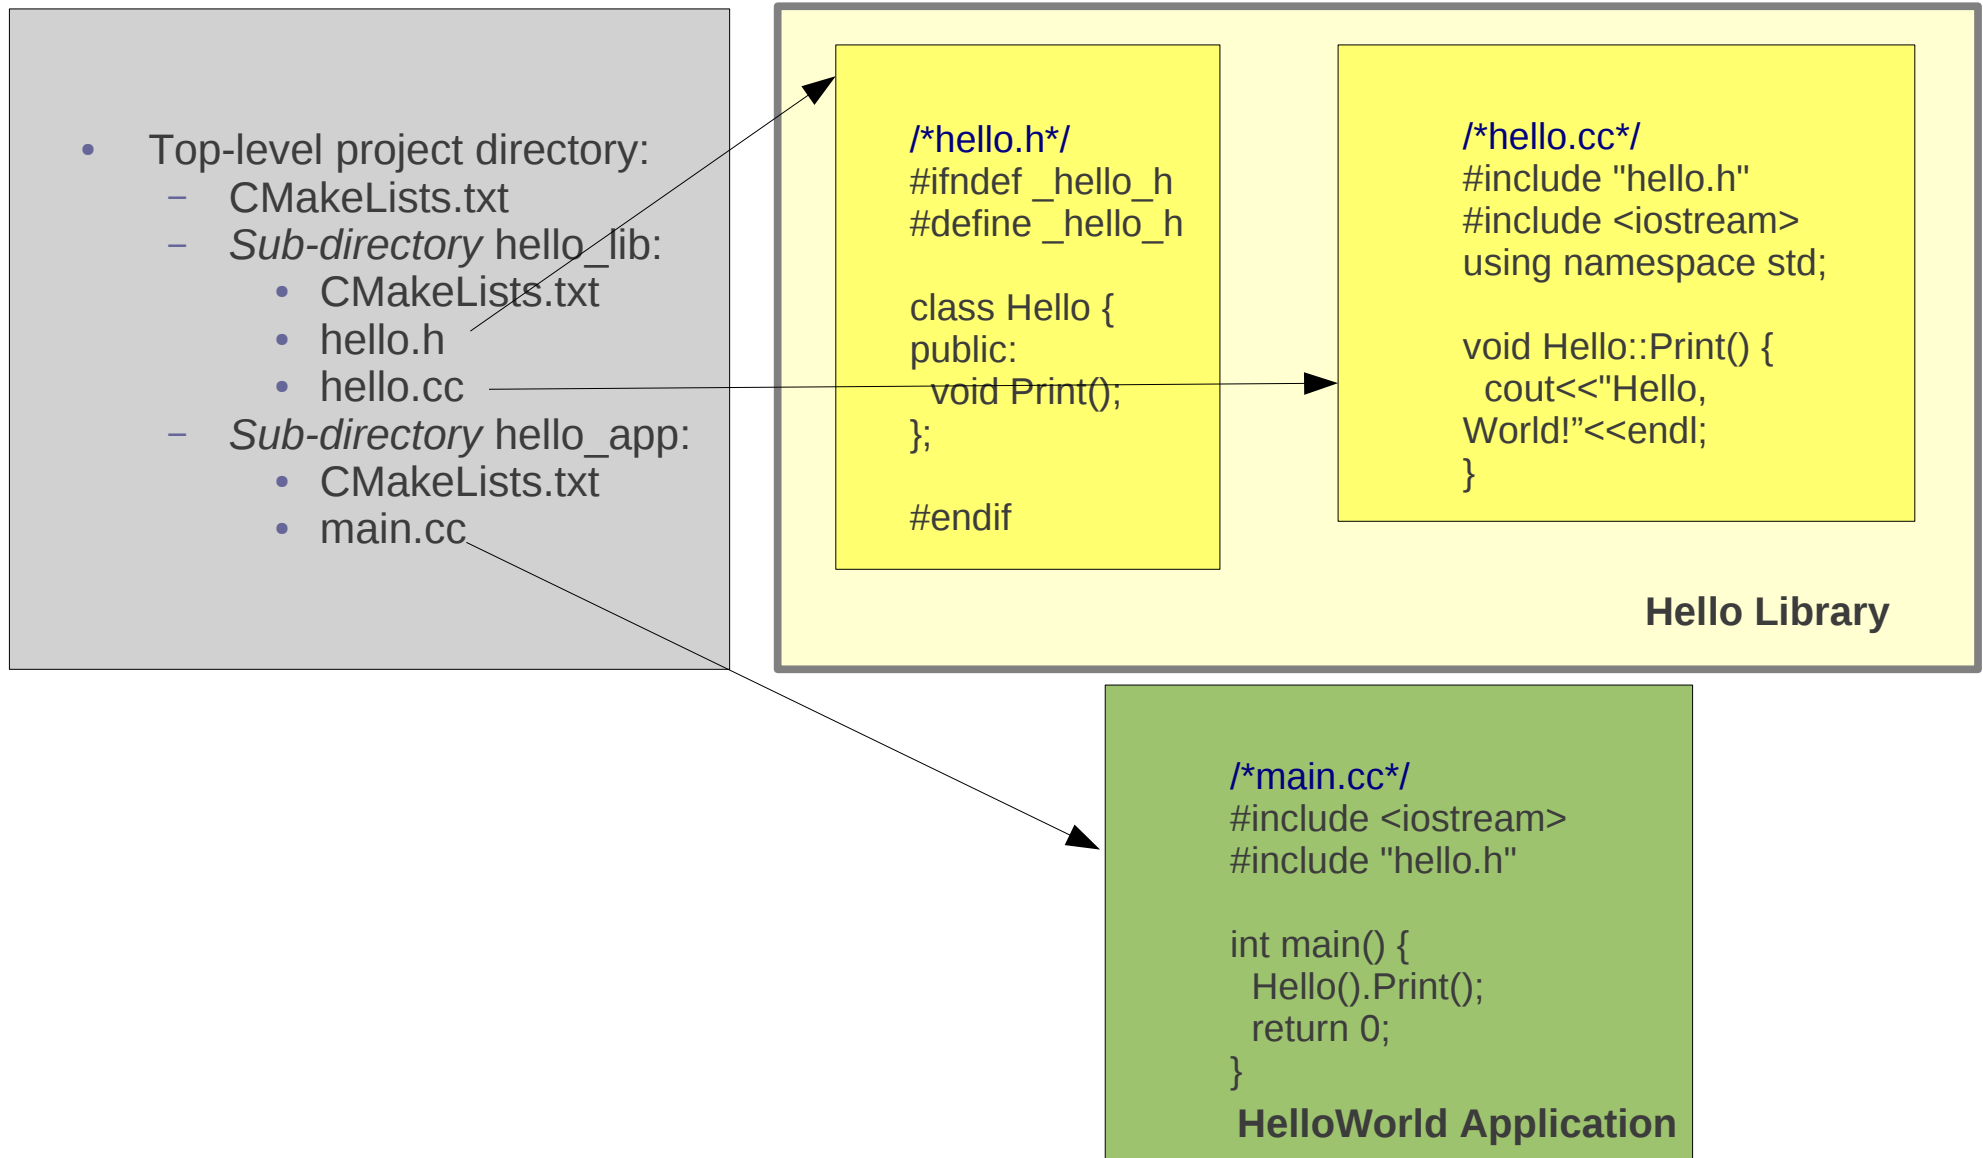 • Top-level project directory:
– CMakeLists.txt
– Sub-directory hello_lib:
• CMakeLists.txt
• hello.h
• hello.cc
– Sub-directory hello_app:
• CMakeLists.txt
• main.cc
/*hello.h*/
#ifndef _hello_h
#define _hello_h
class Hello {
public:
  void Print();
};
#endif
/*hello.cc*/
#include "hello.h"
#include <iostream>
using namespace std;
void Hello::Print() {
  cout<<"Hello,
World!”<<endl;
}
Hello Library
/*main.cc*/
#include <iostream>
#include "hello.h"
int main() {
  Hello().Print();
  return 0;
}
HelloWorld Application